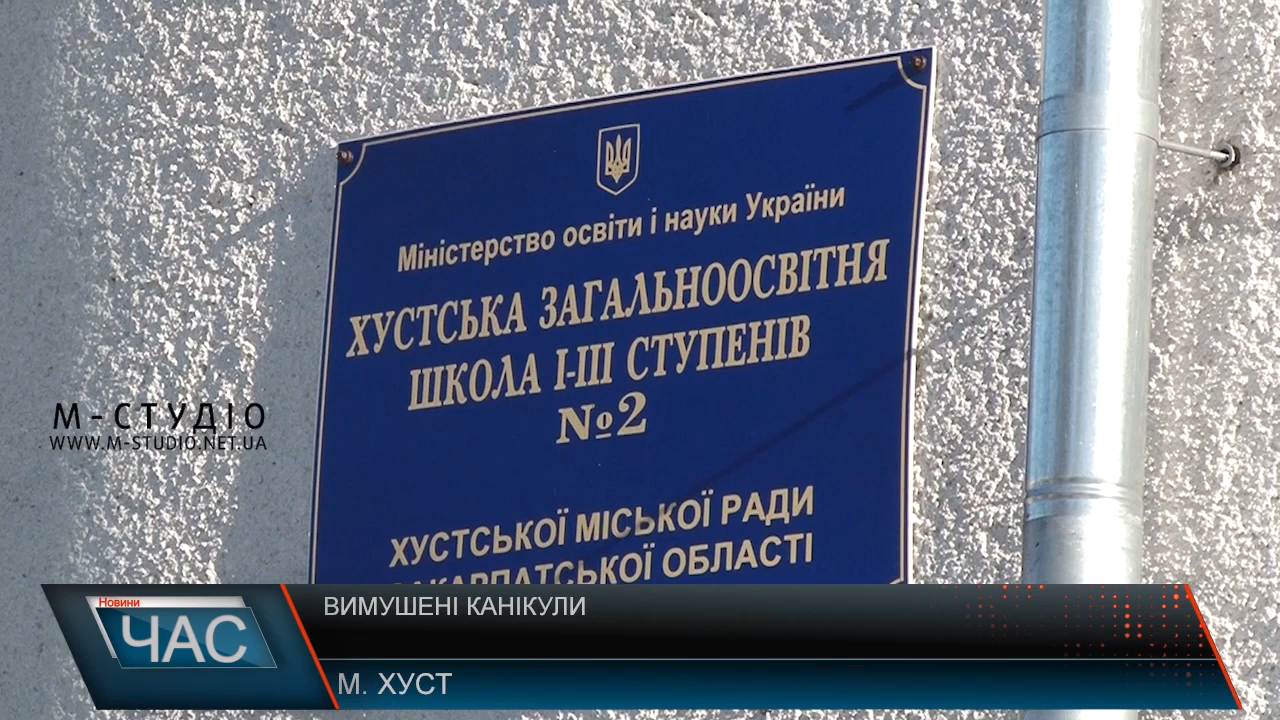 Міністерство освіти і науки України
ХУСТСЬКА ЗАГАЛЬНООСВІТНЯ
ШКОЛА І-ІІІ СТУПЕНІВ
№2
М-СТУДІО
WWW.M-STUDIO.NET.UA
ХУСТСЬКОЇ МІСЬКОЇ РАДИ
ЗАКАРПАТСЬКОЇ ОБЛАСТІ
Новини
ЧАС
ВИМУШЕНІ КАНІКУЛИ
М. ХУСТ